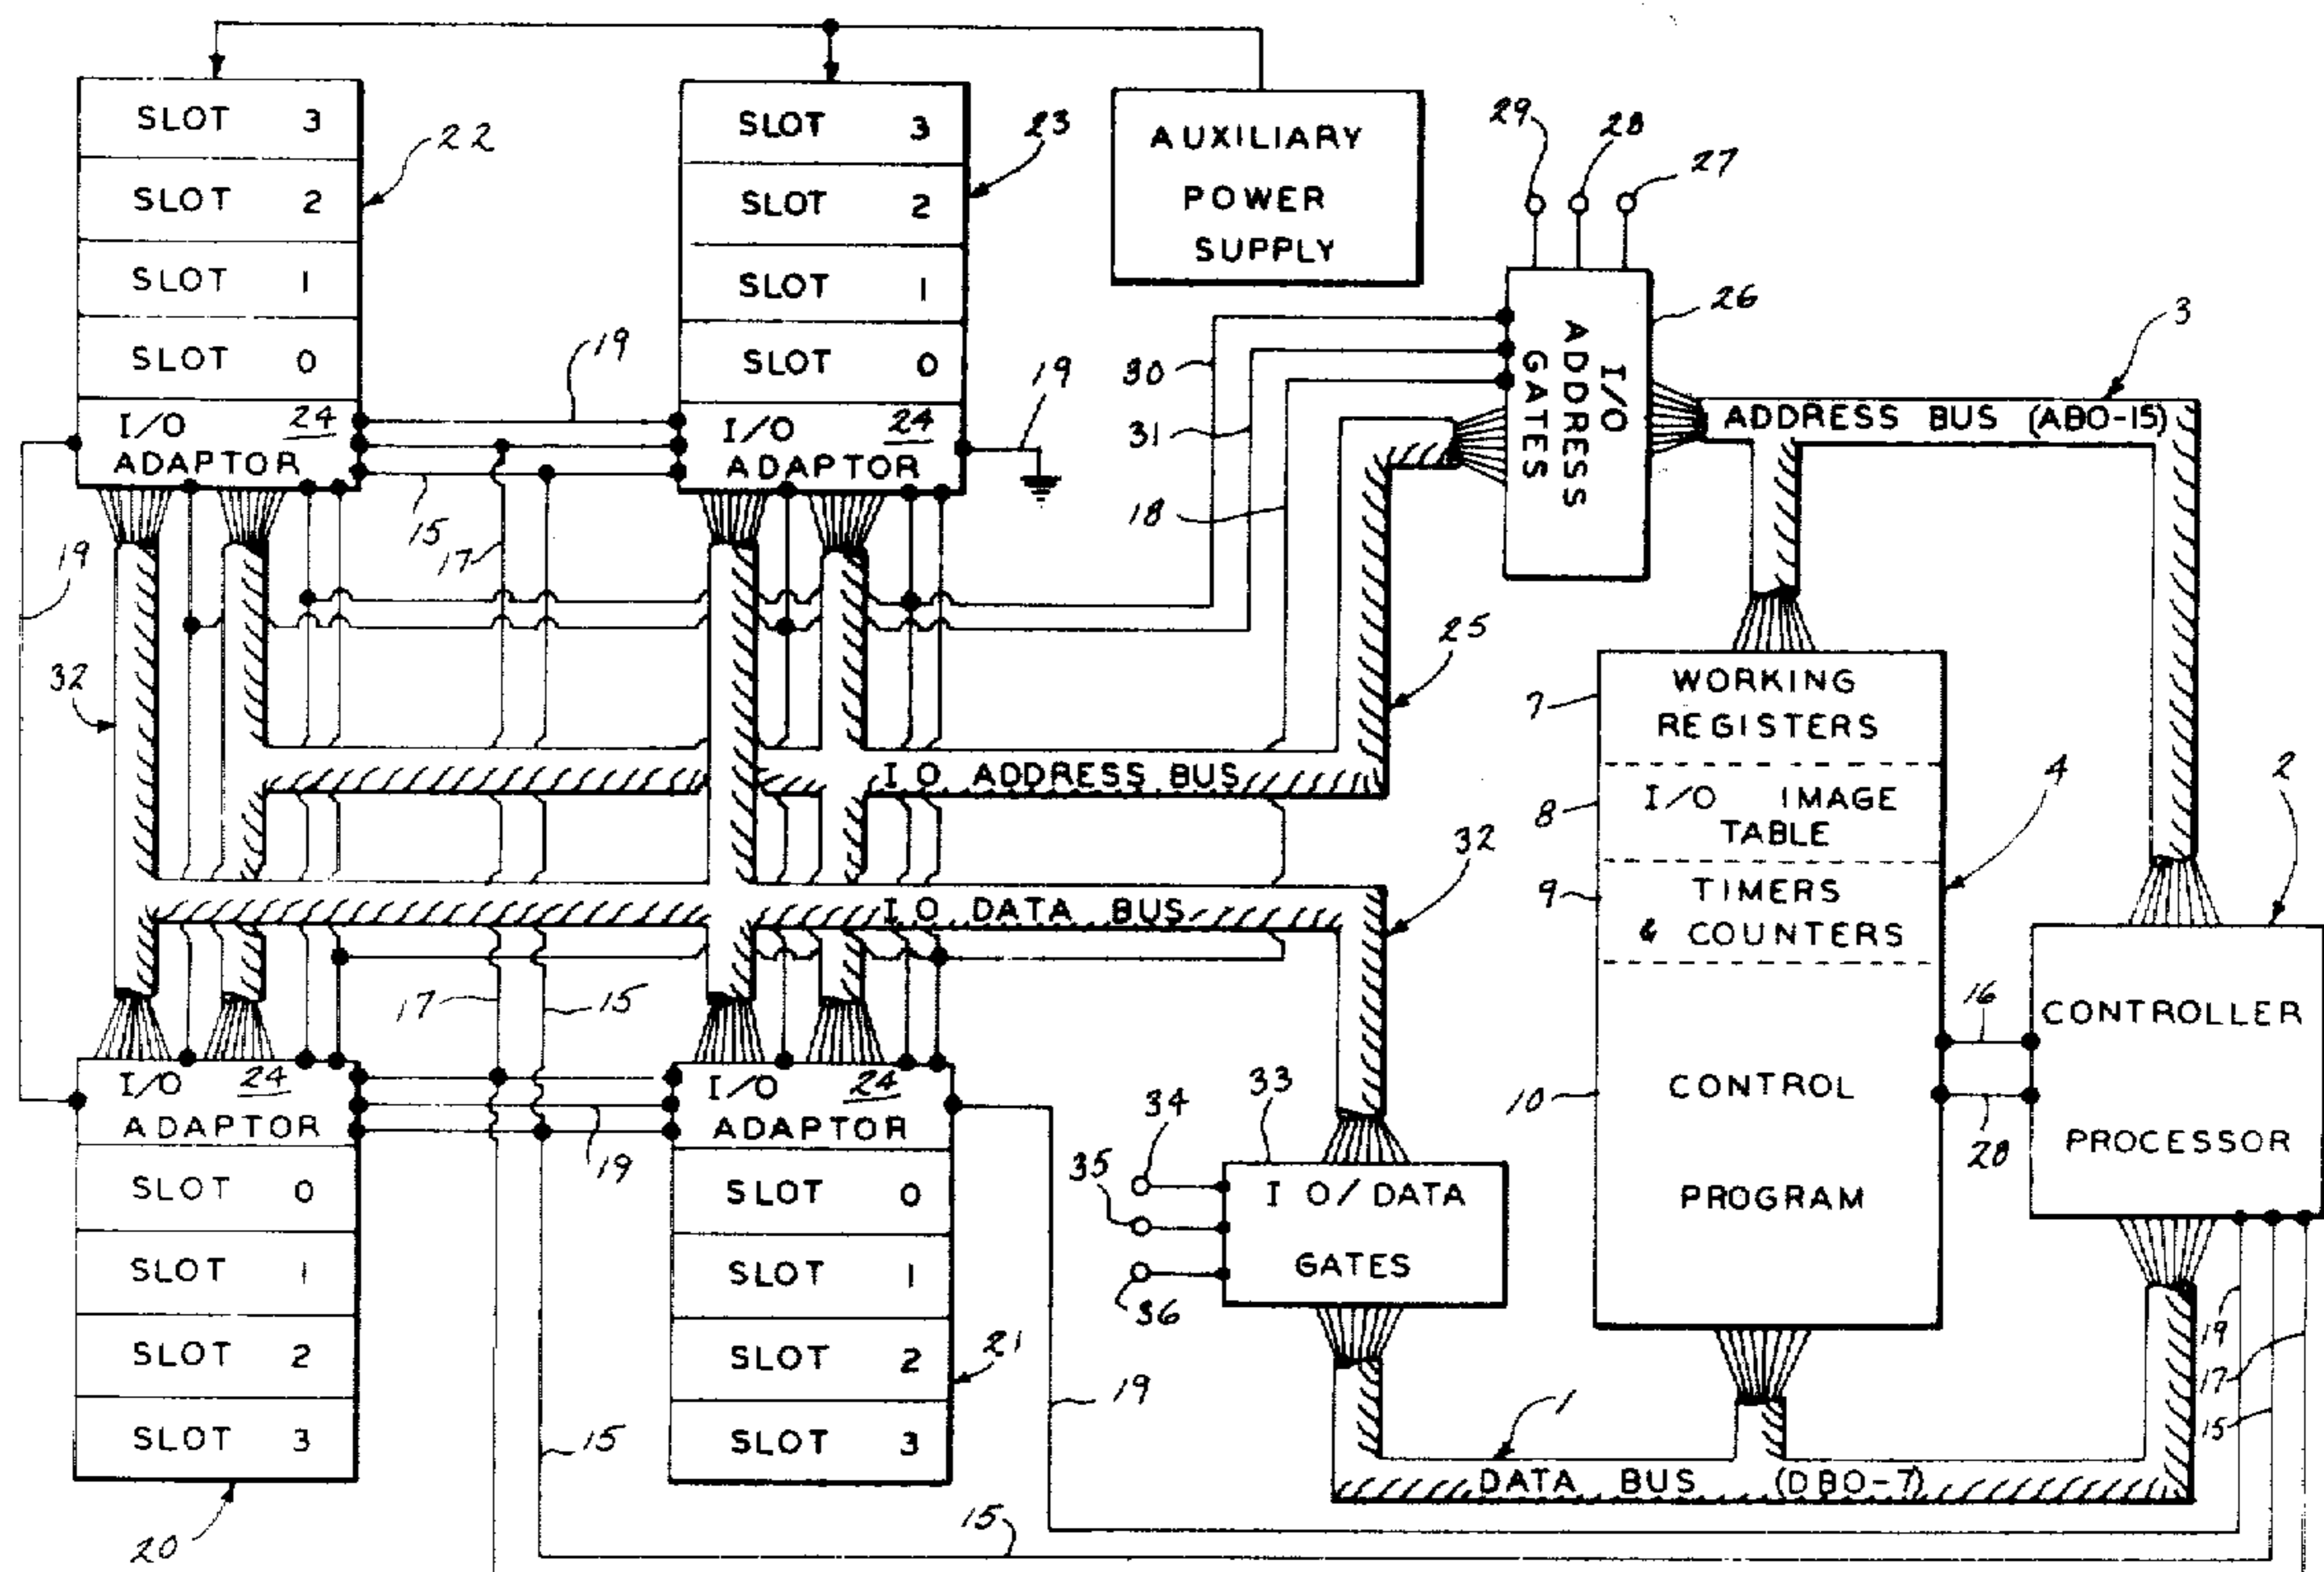 SLOT 3
SLOT 2
SLOT 1
SLOT 0
I/O 24
ADAPTOR
22
SLOT 3
SLOT 2
SLOT 1
SLOT 0
I/O 24
ADAPTOR
23
AUXILIARY
POWER
SUPPLY
29
28
27
26
I/O
ADDRESS
GATES
3
ADDRESS BUS (ABO-15)
19
19
30
31
18
15
17
19
32
25
I O ADDRESS BUS
I O DATA BUS
32
7
WORKING
REGISTERS
8
I/O IMAGE
TABLE
9
TIMERS
& COUNTERS
10
CONTROL
PROGRAM
4
2
16
20
CONTROLLER
PROCESSOR
17
15
I/O 24
ADAPTOR
SLOT 0
SLOT 1
SLOT 2
SLOT 3
20
19
I/O 24
ADAPTOR
SLOT 0
SLOT 1
SLOT 2
SLOT 3
21
15
19
33
34
35
36
I O/DATA
GATES
1
DATA BUS (DBO-7)
19
17
15
15